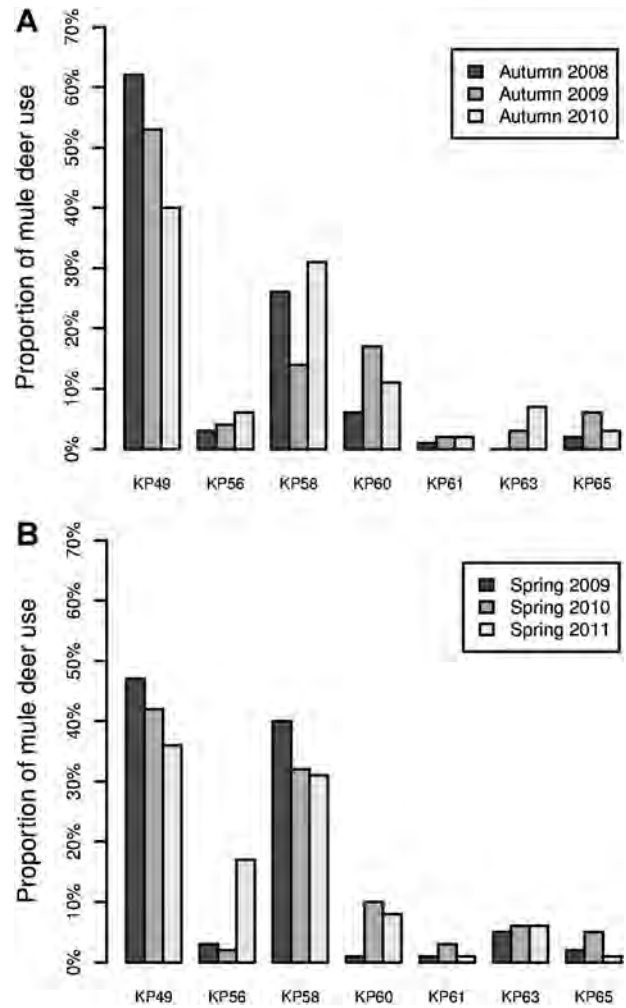 A
Proportion of mule deer use
70%
60%
50%
40%
30%
20%
10%
0%
Autumn 2008
Autumn 2009
Autumn 2010
KP49 KP56 KP58 KP60 KP61 KP63 KP65
B
Proportion of mule deer use
70%
60%
50%
40%
30%
20%
10%
0%
Spring 2009
Spring 2010
Spring 2011
KP49 KP56 KP58 KP60 KP61 KP63 KP65